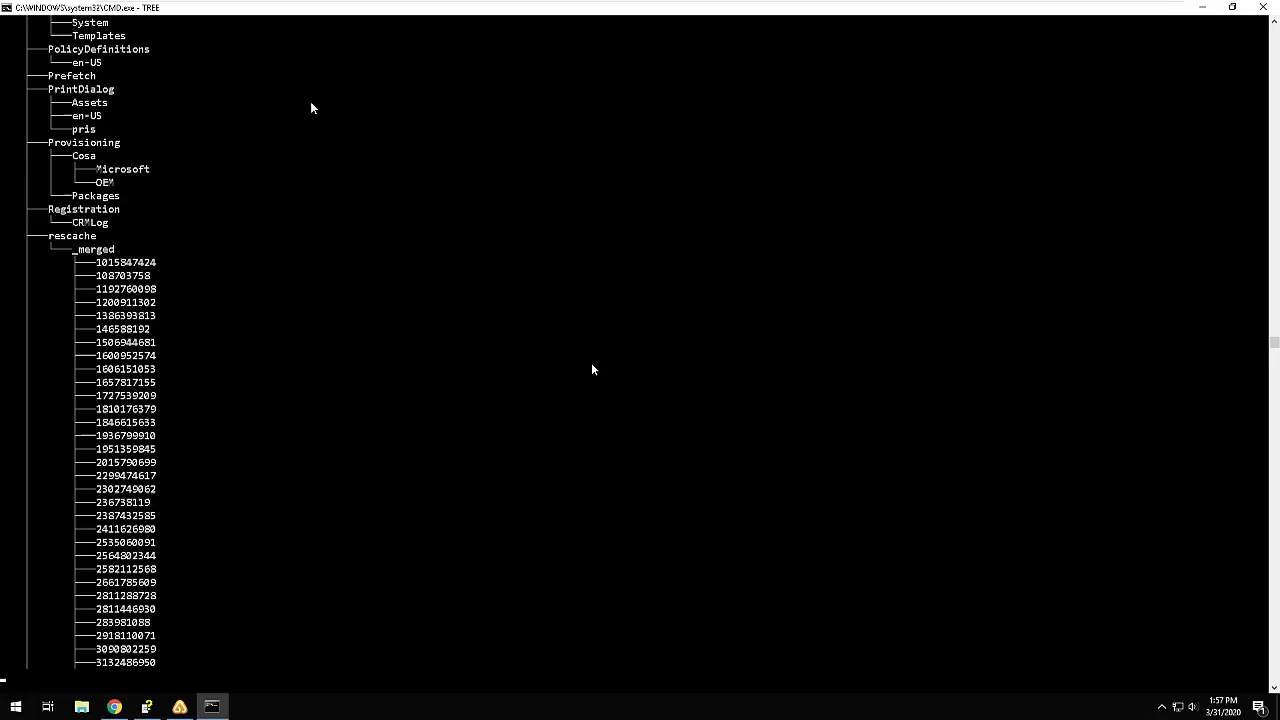 C:\WINDOWS\system32\CMD.exe - TREE
System
Templates
PolicyDefinitions
en-US
Prefetch
PrintDialog
Assets
en-US
pris
Provisioning
Cosa
Microsoft
OEM
Packages
Registration
CRMLog
rescache
_merged
1015847424
108703758
1192760098
1200911302
1386393813
146588192
1506944681
1600952574
1606151053
1657817155
1727539209
1810176379
1846615633
1936799910
1951359845
2015790699
2299474617
2302749062
236738119
2387432585
2411626980
2535060091
2564802344
2582112568
2661785609
2811288728
2811446930
283981088
2918110071
3090802259
3132486950
1:57 PM
3/31/2020